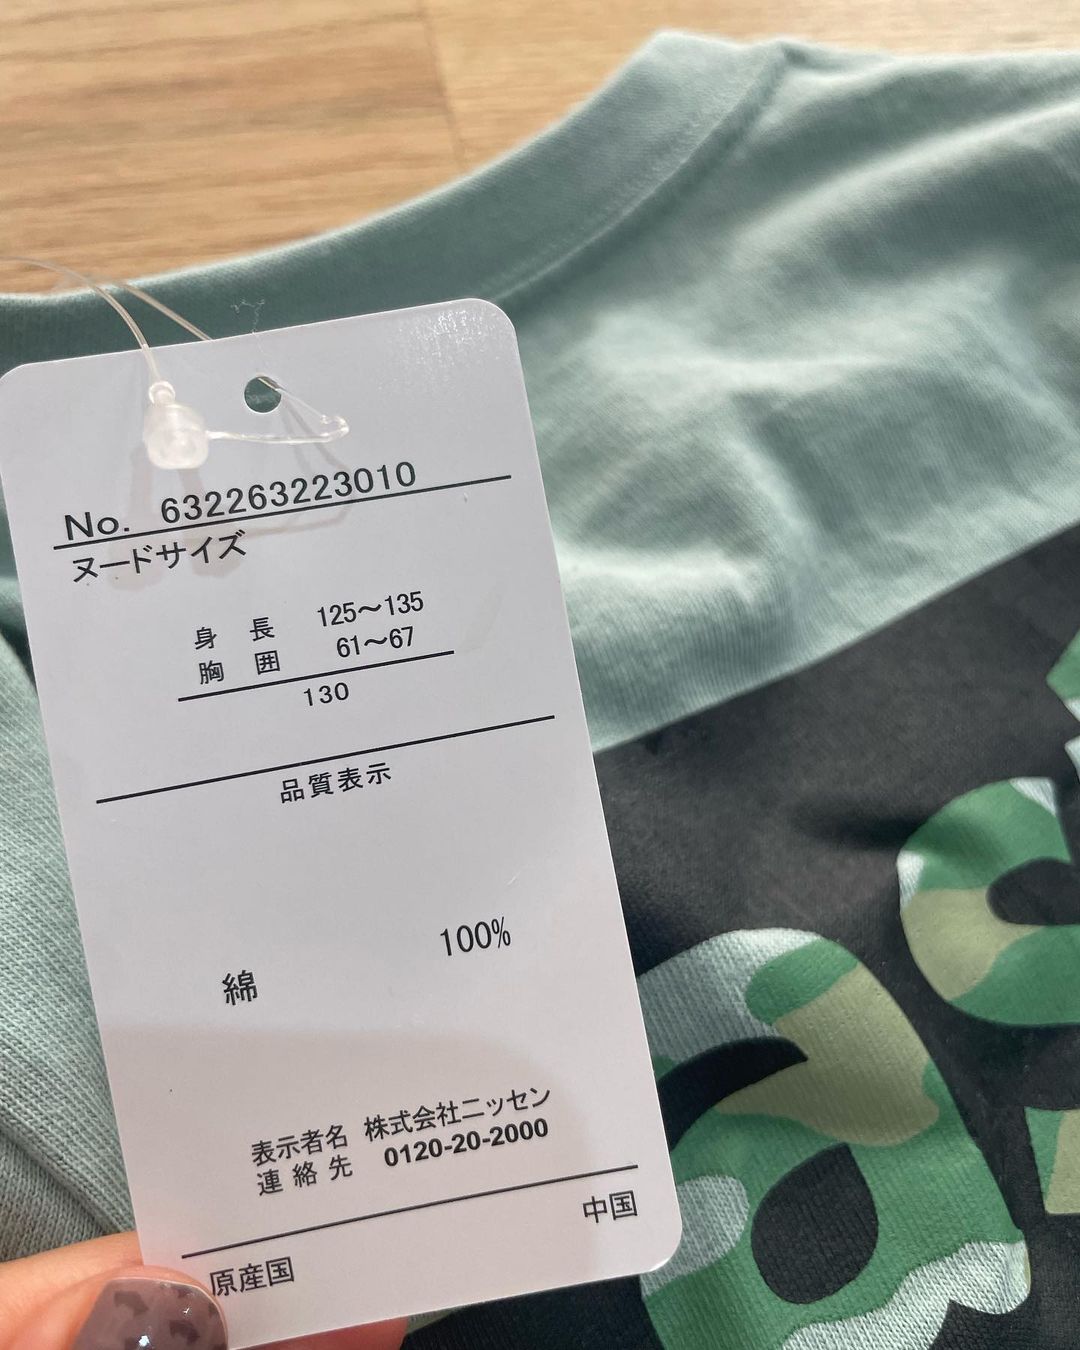 No. 632263223010
ヌードサイズ
身長 125〜135
胸囲 61〜67
130
品質表示
綿 100%
表示者名 株式会社ニッセン
連絡先 0120-20-2000
原産国 中国